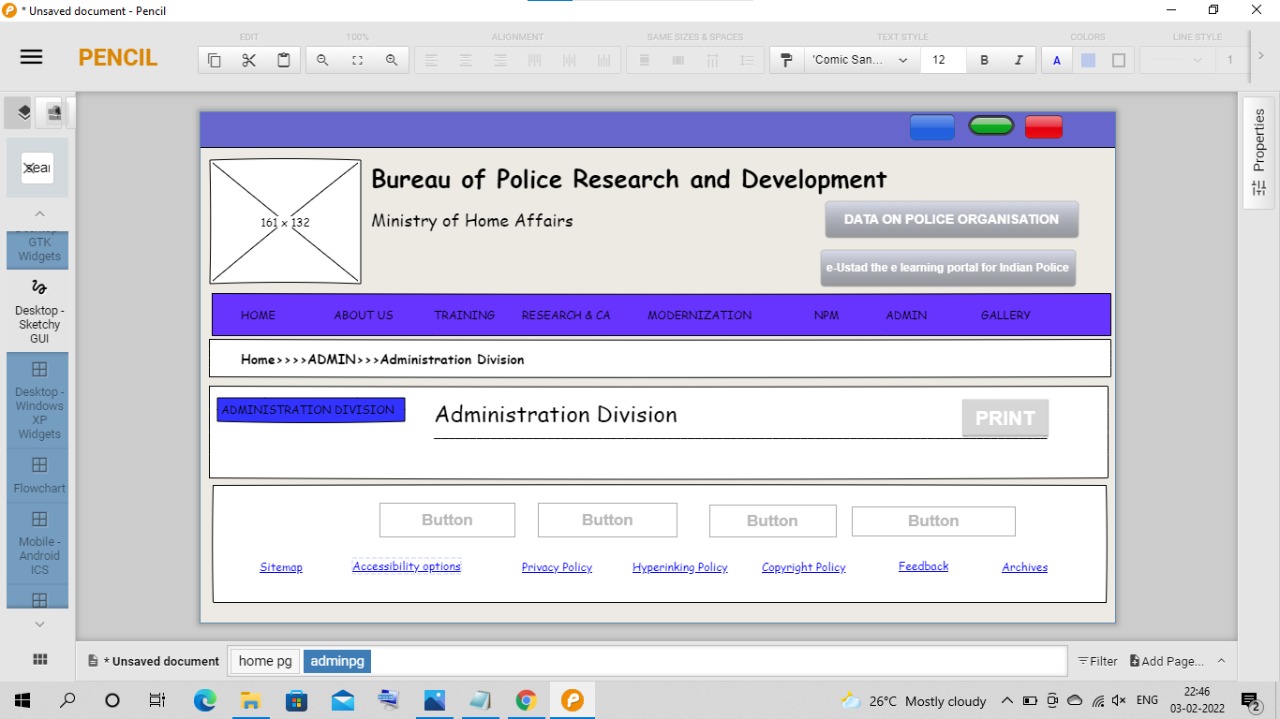 * Unsaved document - Pencil
EDIT 100% ALIGNMENT SAME SIZES & SPACES TEXT STYLE COLORS LINE STYLE
PENCIL
'Comic San... 12 B I A 1
161 x 132
Bureau of Police Research and Development
Ministry of Home Affairs
DATA ON POLICE ORGANISATION
e-Ustad the e learning portal for Indian Police
HOME ABOUT US TRAINING RESEARCH & CA MODERNIZATION NPM ADMIN GALLERY
Home>>>>ADMIN>>>Administration Division
ADMINISTRATION DIVISION
Administration Division
PRINT
Button Button Button Button
Sitemap Accessibility options Privacy Policy Hyperinking Policy Copyright Policy Feedback Archives
GTK
Widgets
Desktop -
Sketchy
GUI
Desktop -
Windows
XP
Widgets
Flowchart
Mobile -
Android
ICS
Properties
* Unsaved document home pg adminpg Filter Add Page...
26°C Mostly cloudy ENG 22:46
03-02-2022 2